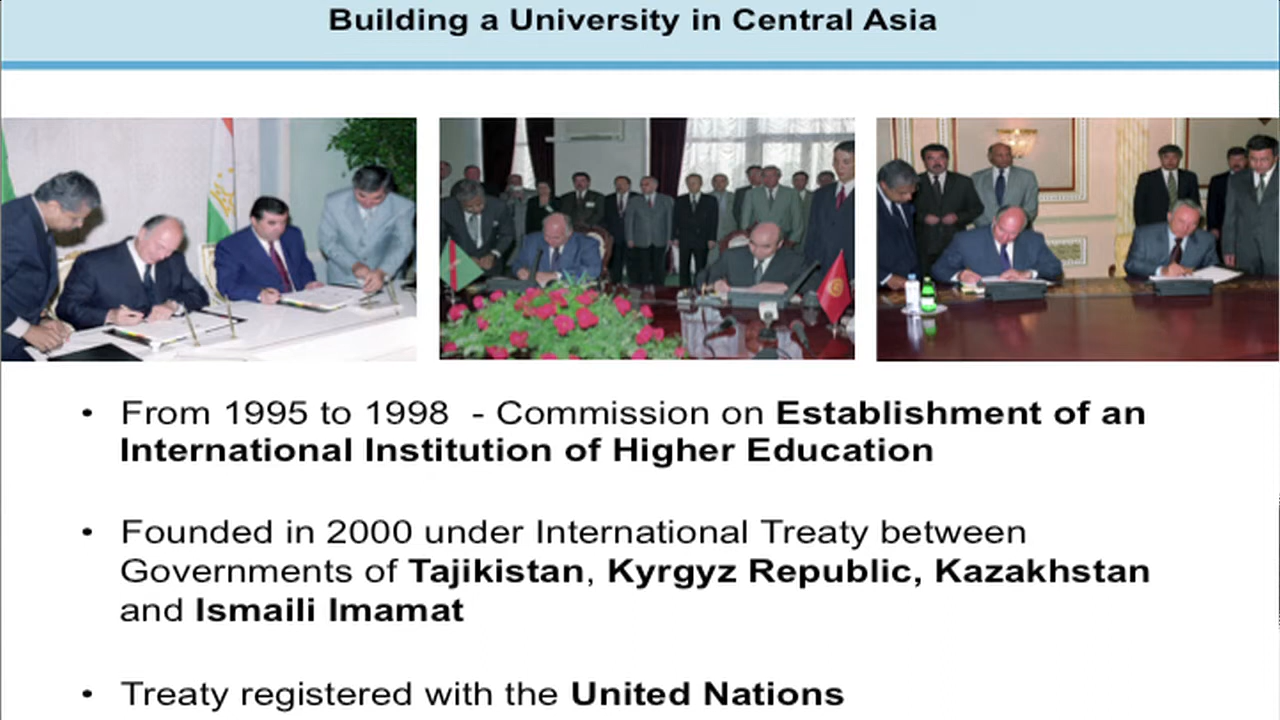 Building a University in Central Asia
• From 1995 to 1998 - Commission on Establishment of an
International Institution of Higher Education
• Founded in 2000 under International Treaty between
Governments of Tajikistan, Kyrgyz Republic, Kazakhstan
and Ismaili Imamat
• Treaty registered with the United Nations